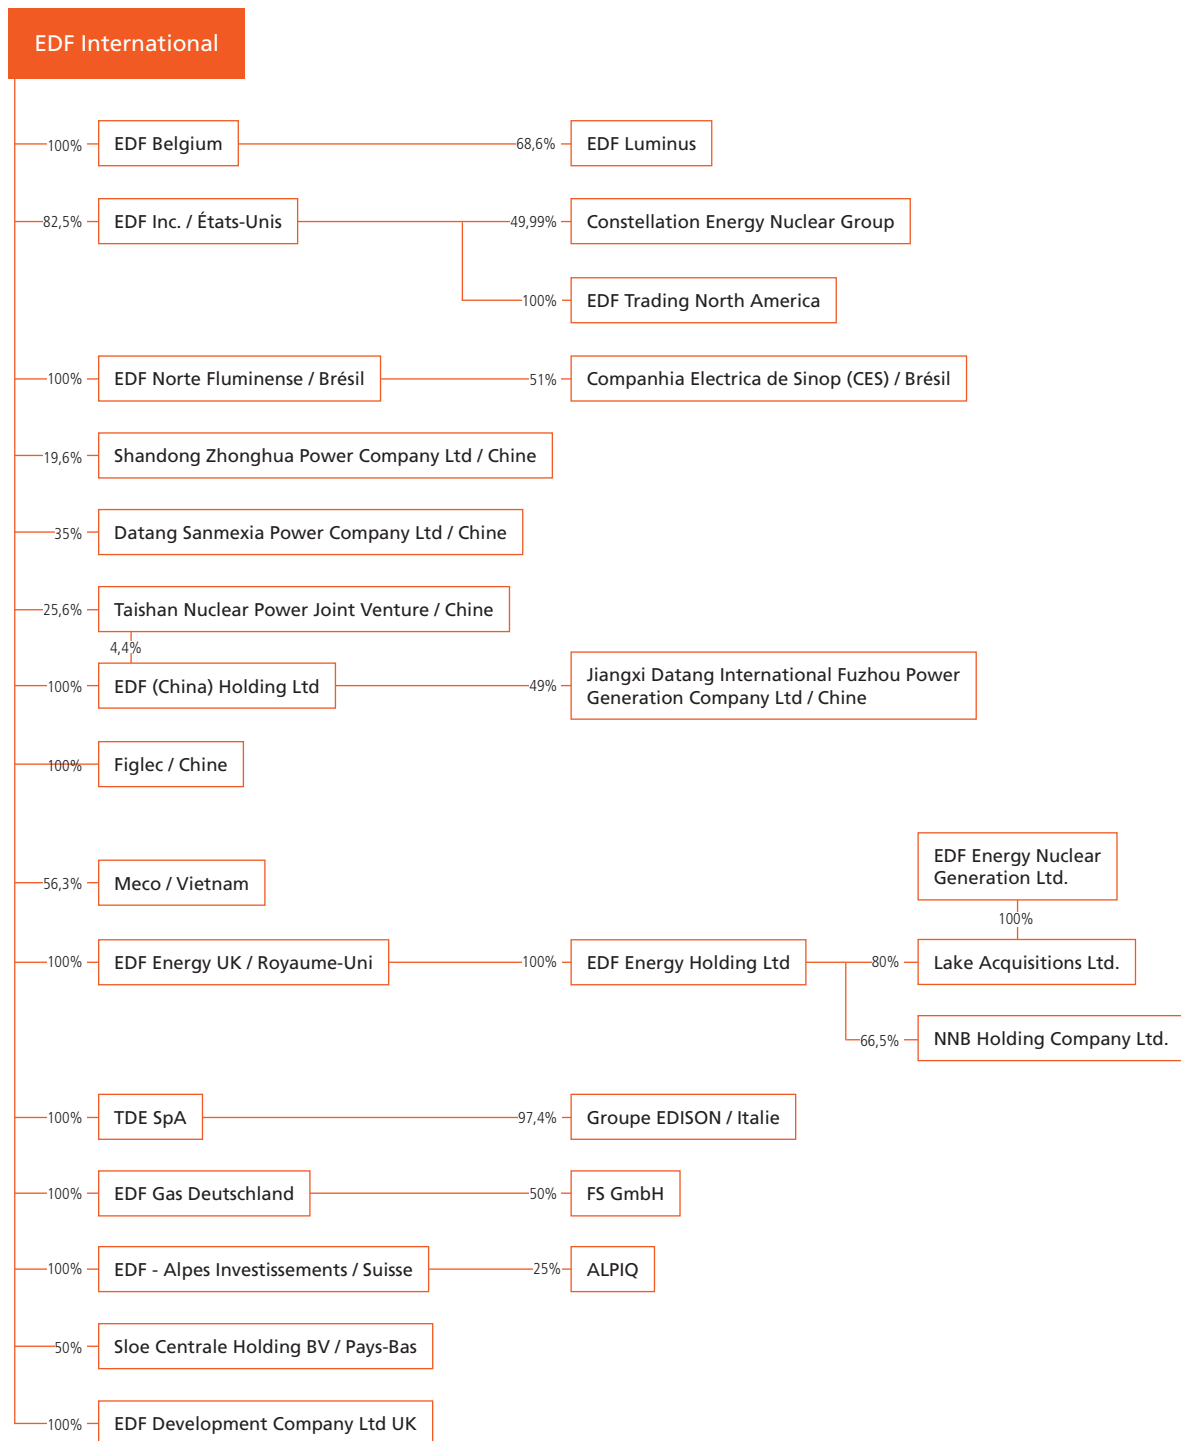 EDF International
100%
EDF Belgium
68,6%
EDF Luminus
82,5%
EDF Inc. / États-Unis
49,99%
Constellation Energy Nuclear Group
100%
EDF Trading North America
100%
EDF Norte Fluminense / Brésil
51%
Companhia Electrica de Sinop (CES) / Brésil
19,6%
Shandong Zhonghua Power Company Ltd / Chine
35%
Datang Sanmexia Power Company Ltd / Chine
25,6%
Taishan Nuclear Power Joint Venture / Chine
4,4%
100%
EDF (China) Holding Ltd
49%
Jiangxi Datang International Fuzhou Power
Generation Company Ltd / Chine
100%
Figlec / Chine
56,3%
Meco / Vietnam
EDF Energy Nuclear
Generation Ltd.
100%
100%
EDF Energy UK / Royaume-Uni
100%
EDF Energy Holding Ltd
80%
Lake Acquisitions Ltd.
66,5%
NNB Holding Company Ltd.
100%
TDE SpA
97,4%
Groupe EDISON / Italie
100%
EDF Gas Deutschland
50%
FS GmbH
100%
EDF - Alpes Investissements / Suisse
25%
ALPIQ
50%
Sloe Centrale Holding BV / Pays-Bas
100%
EDF Development Company Ltd UK